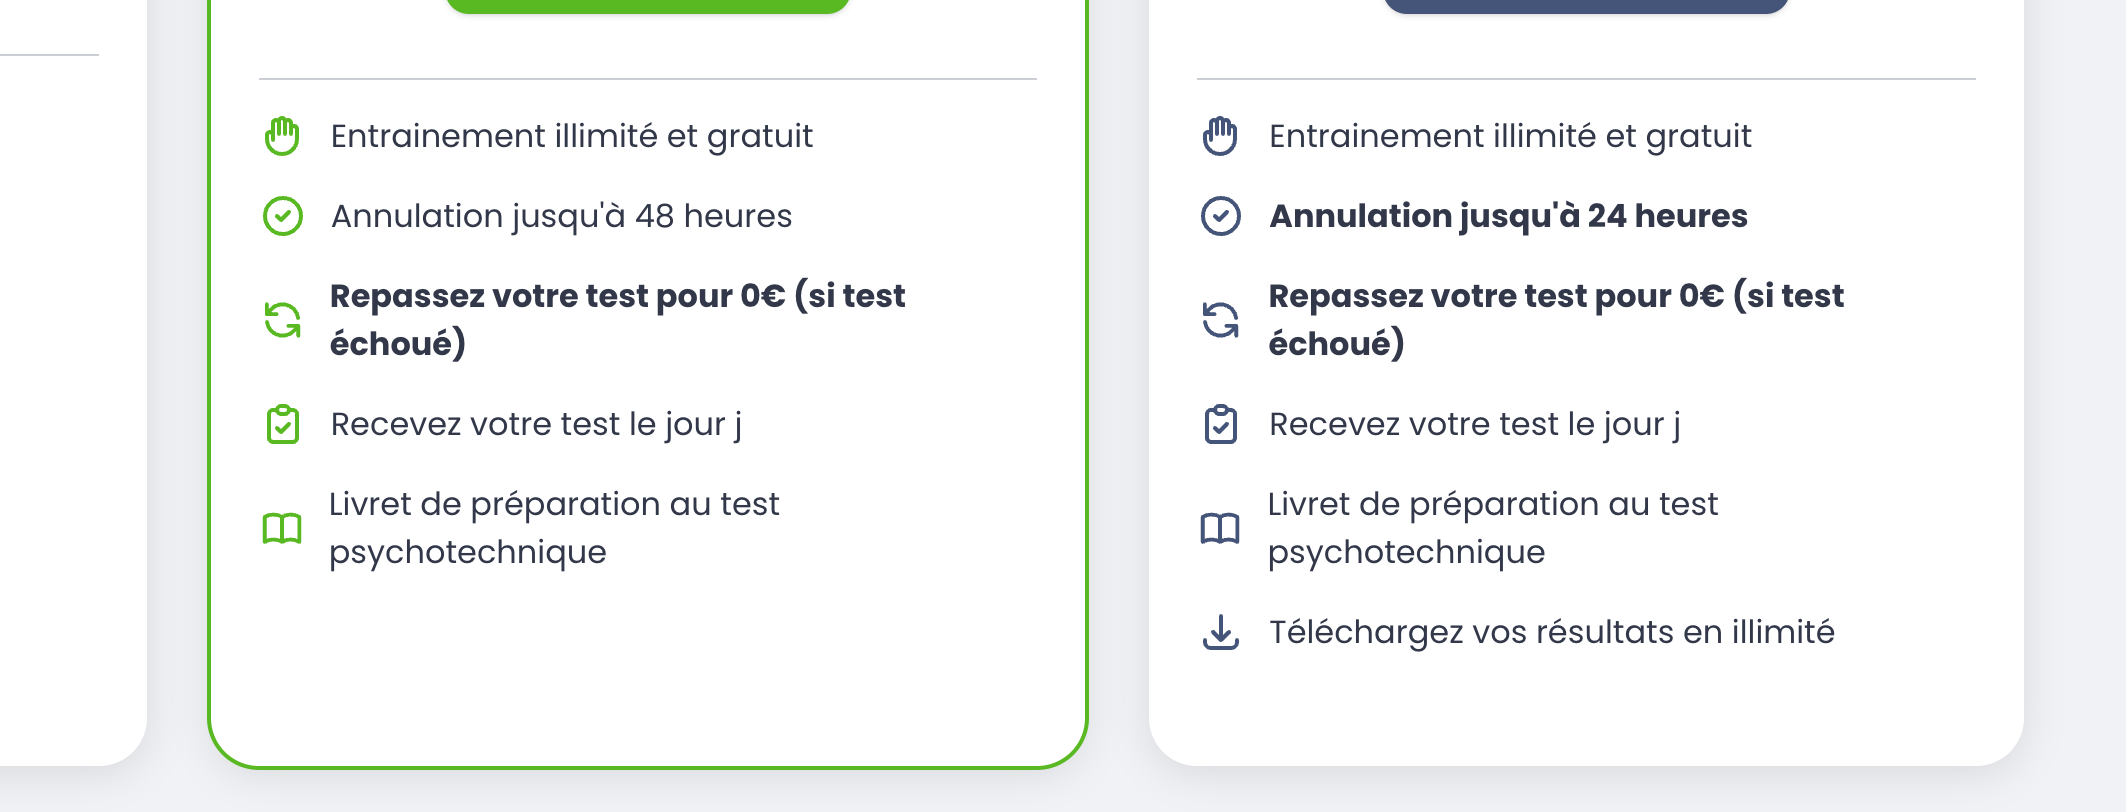 Entrainement illimité et gratuit
Annulation jusqu'à 48 heures
Repassez votre test pour 0€ (si test
échoué)
Recevez votre test le jour j
Livret de préparation au test
psychotechnique
Entrainement illimité et gratuit
Annulation jusqu'à 24 heures
Repassez votre test pour 0€ (si test
échoué)
Recevez votre test le jour j
Livret de préparation au test
psychotechnique
Téléchargez vos résultats en illimité